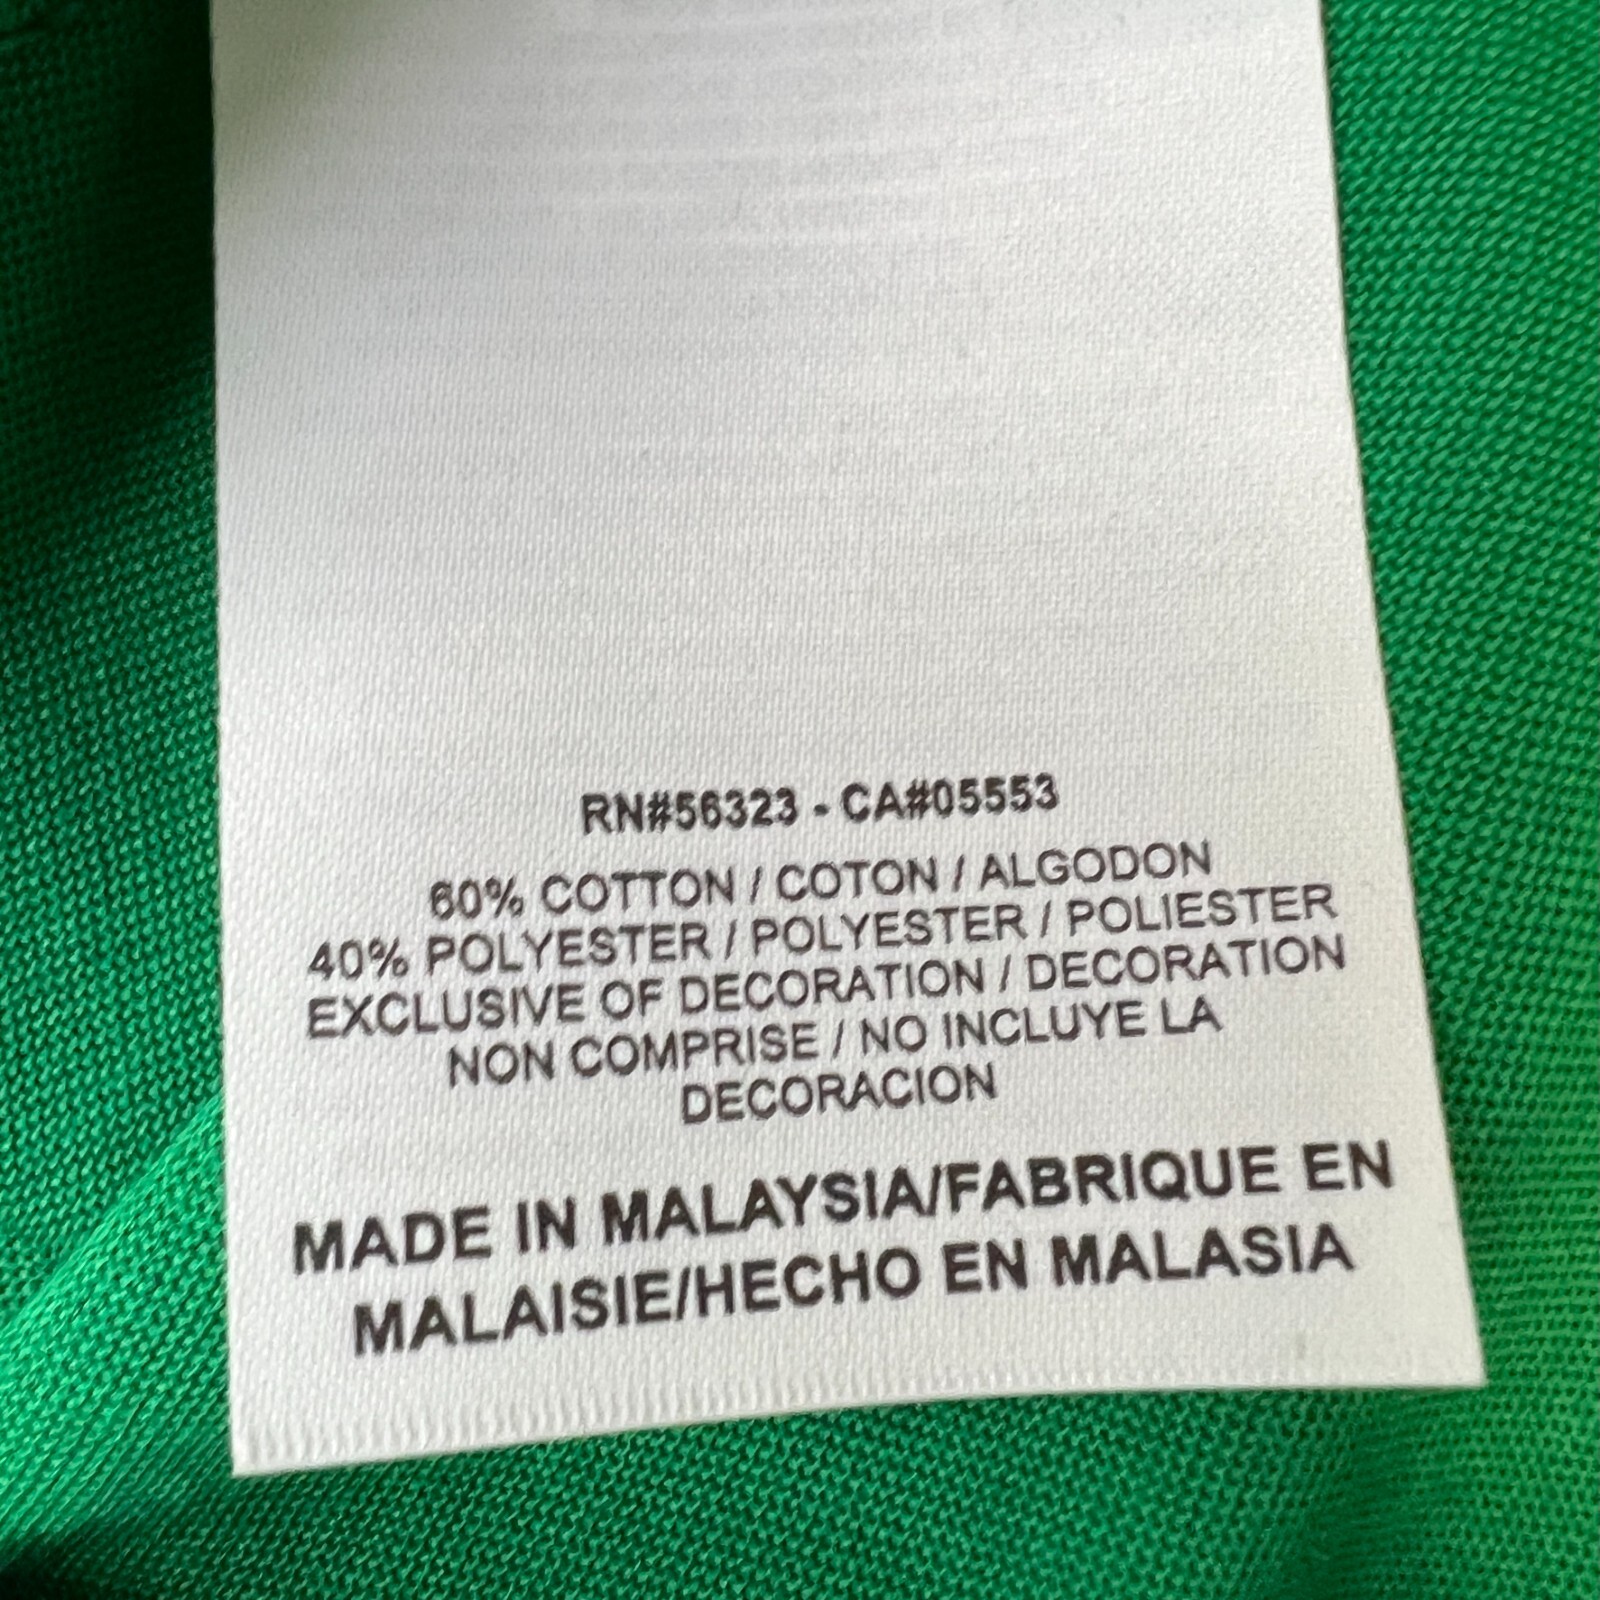 RN#56323 - CA#05553
60% COTTON / COTON / ALGODON
40% POLYESTER / POLYESTER / POLIESTER
EXCLUSIVE OF DECORATION / DECORATION
NON COMPRISE / NO INCLUYE LA
DECORACION
MADE IN MALAYSIA/FABRIQUE EN
MALAISIE/HECHO EN MALASIA